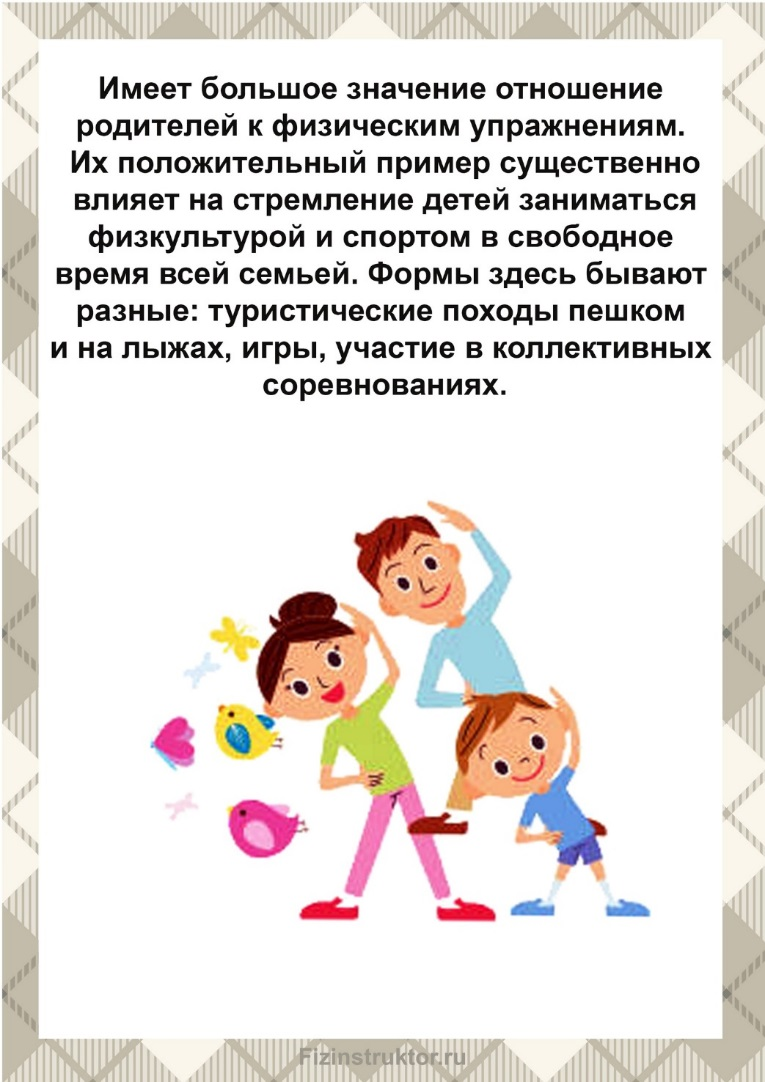 Имеет большое значение отношение
родителей к физическим упражнениям.
Их положительный пример существенно
влияет на стремление детей заниматься
физкультурой и спортом в свободное
время всей семьей. Формы здесь бывают
разные: туристические походы пешком
и на лыжах, игры, участие в коллективных
соревнованиях.
Fizinstruktor.ru